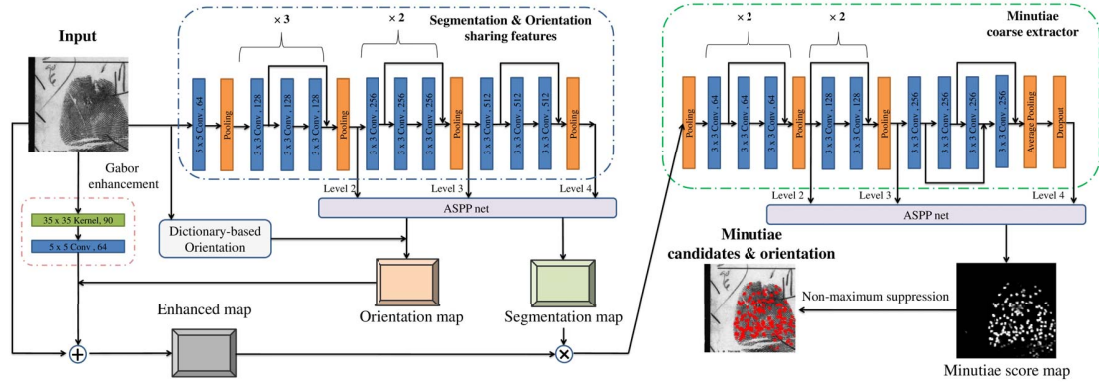 Input
Gabor
enhancement
35 x 35 Kernel, 90
5 x 5 Conv , 64
× 3
× 2
Segmentation & Orientation
sharing features
Pooling
3 x 3 Conv , 128
3 x 3 Conv , 128
3 x 3 Conv , 128
Pooling
3 x 3 Conv , 256
3 x 3 Conv , 256
3 x 3 Conv , 256
Pooling
3 x 3 Conv , 512
3 x 3 Conv , 512
3 x 3 Conv , 512
Pooling
Level 2
Level 3
Level 4
ASPP net
Dictionary-based
Orientation
Orientation map
Segmentation map
Enhanced map
+
×
× 2
Minutiae
coarse extractor
Pooling
3 x 3 Conv , 64
3 x 3 Conv , 64
3 x 3 Conv , 64
Pooling
3 x 3 Conv , 128
3 x 3 Conv , 128
3 x 3 Conv , 128
Pooling
3 x 3 Conv , 256
3 x 3 Conv , 256
3 x 3 Conv , 256
3 x 3 Conv , 256
Average Pooling
Dropout
Level 2
Level 3
Level 4
ASPP net
Minutiae
candidates & orientation
Non-maximum suppression
Minutiae score map